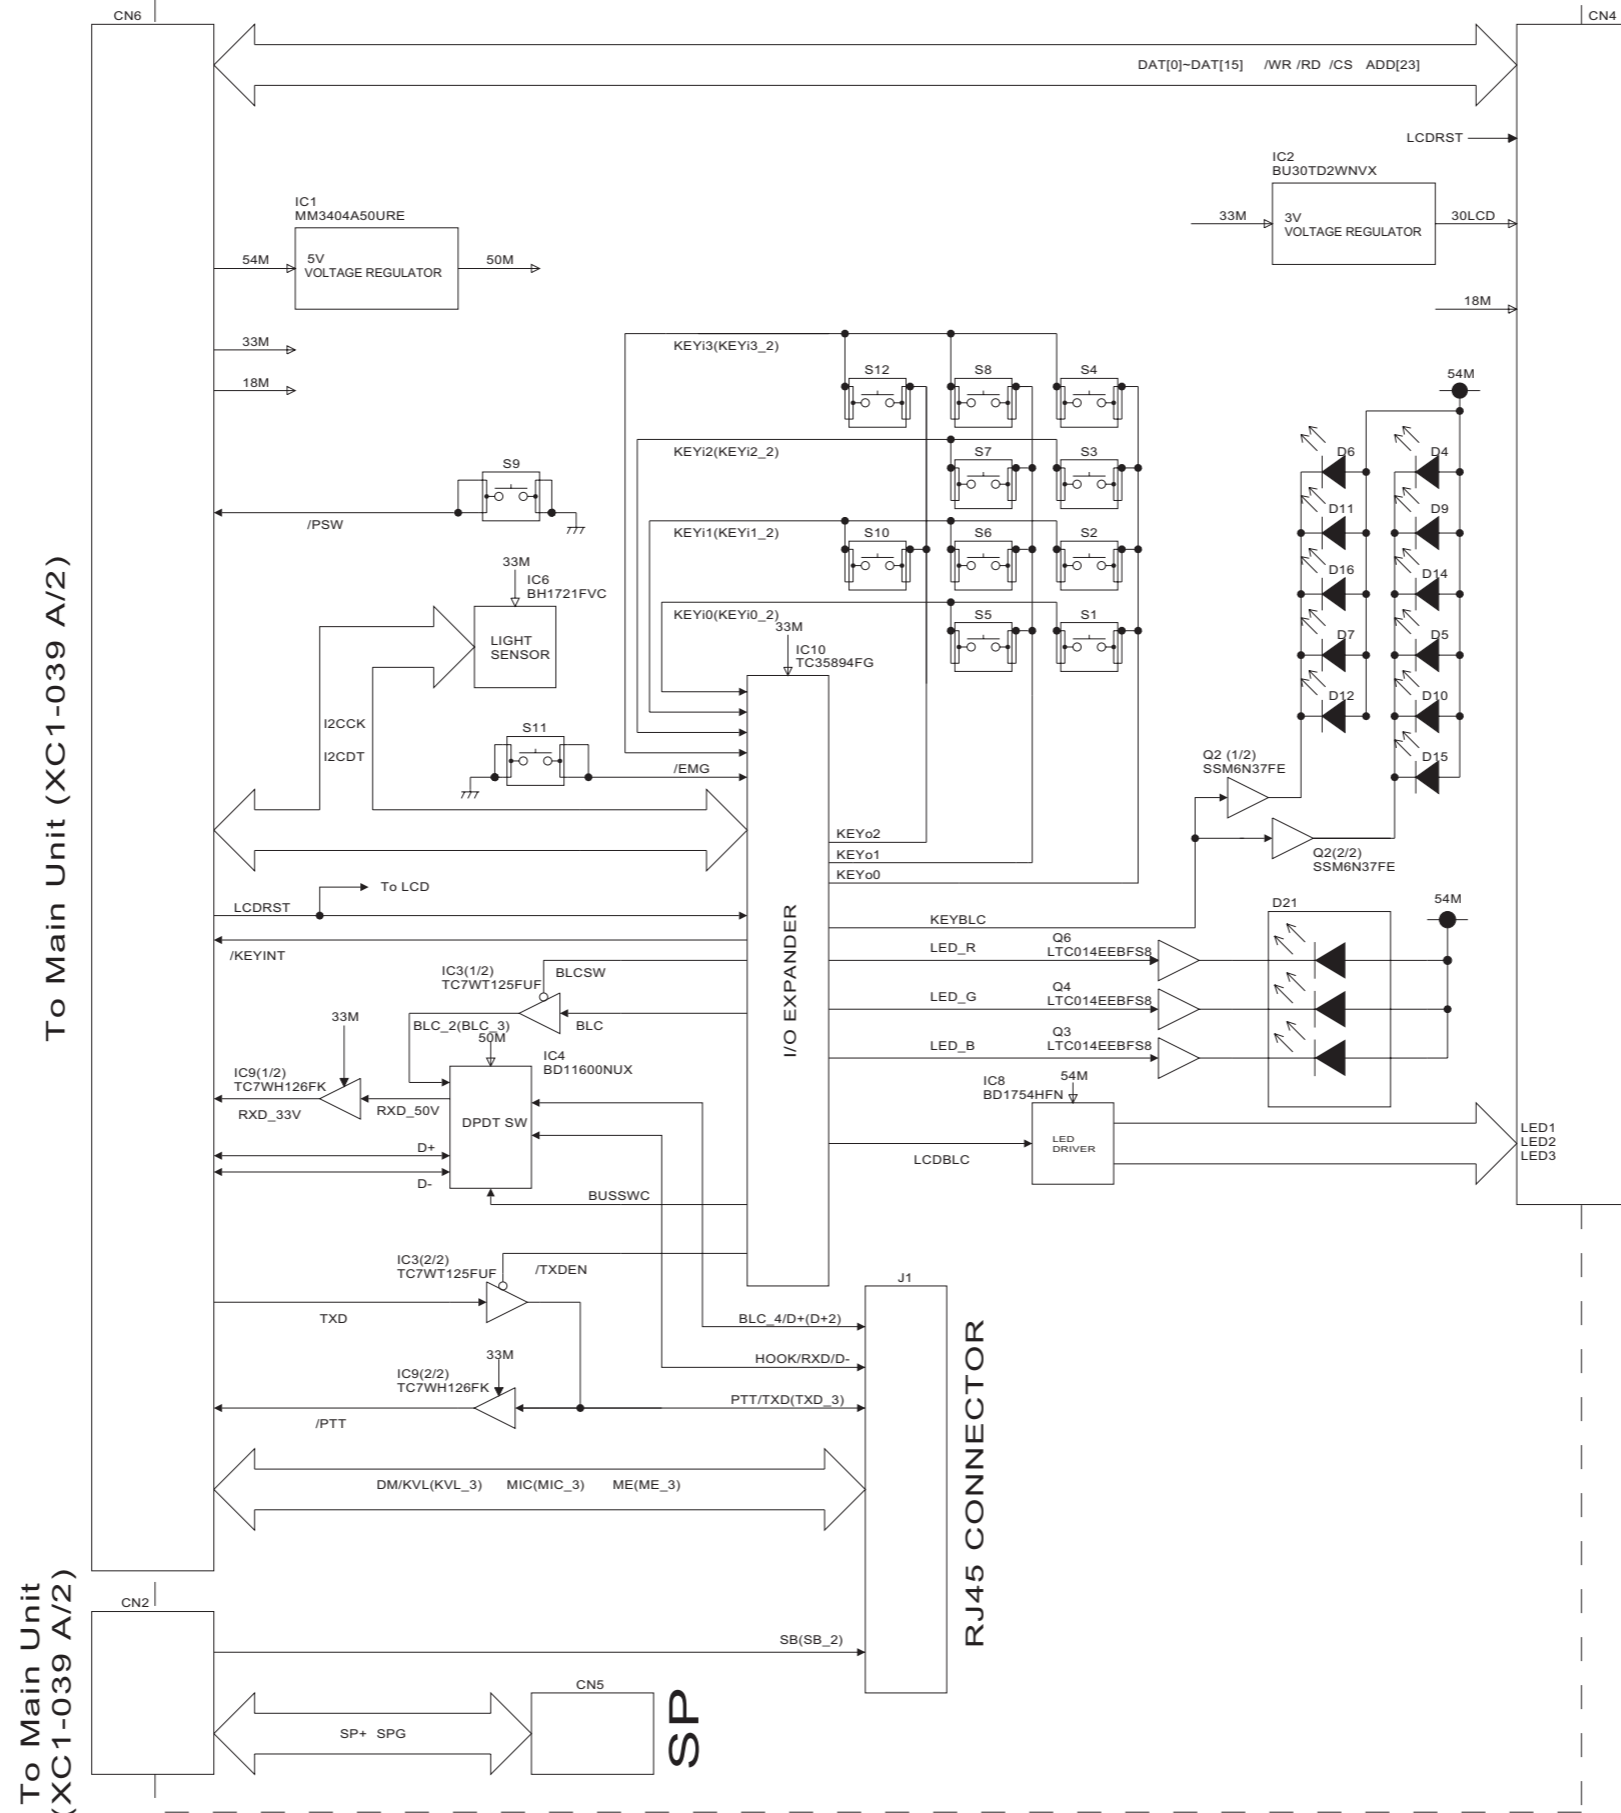 CN6
CN4
DAT[0]~DAT[15] /WR /RD /CS ADD[23]
LCDRST
IC2
BU30TD2WNVX
33M
3V
VOLTAGE REGULATOR
30LCD
18M
IC1
MM3404A50URE
54M
5V
VOLTAGE REGULATOR
50M
33M
18M
KEYi3(KEYi3_2)
S12
S8
S4
KEYi2(KEYi2_2)
S7
S3
KEYi1(KEYi1_2)
S10
S6
S2
KEYi0(KEYi0_2)
S5
S1
S9
/PSW
33M
IC6
BH1721FVC
LIGHT
SENSOR
I2CCK
I2CDT
S11
/EMG
33M
IC10
TC35894FG
I/O EXPANDER
54M
D6
D4
D11
D9
D16
D14
D7
D5
D12
D10
D15
Q2 (1/2)
SSM6N37FE
Q2(2/2)
SSM6N37FE
KEYo2
KEYo1
KEYo0
To LCD
LCDRST
/KEYINT
KEYBLC
LED_R
Q6
LTC014EEBFS8
LED_G
Q4
LTC014EEBFS8
LED_B
Q3
LTC014EEBFS8
D21
54M
IC3(1/2)
TC7WT125FUF
BLCSW
BLC
BLC_2(BLC_3)
50M
IC4
BD11600NUX
DPDT SW
33M
IC9(1/2)
TC7WH126FK
RXD_33V
RXD_50V
D+
D-
BUSSWC
IC8
BD1754HFN
54M
LED
DRIVER
LCDBLC
LED1
LED2
LED3
IC3(2/2)
TC7WT125FUF
/TXDEN
TXD
33M
IC9(2/2)
TC7WH126FK
/PTT
J1
BLC_4/D+(D+2)
HOOK/RXD/D-
PTT/TXD(TXD_3)
DM/KVL(KVL_3) MIC(MIC_3) ME(ME_3)
RJ45 CONNECTOR
To Main Unit (XC1-039 A/2)
CN2
SB(SB_2)
CN5
SP+ SPG
SP
To Main Unit
(XC1-039 A/2)